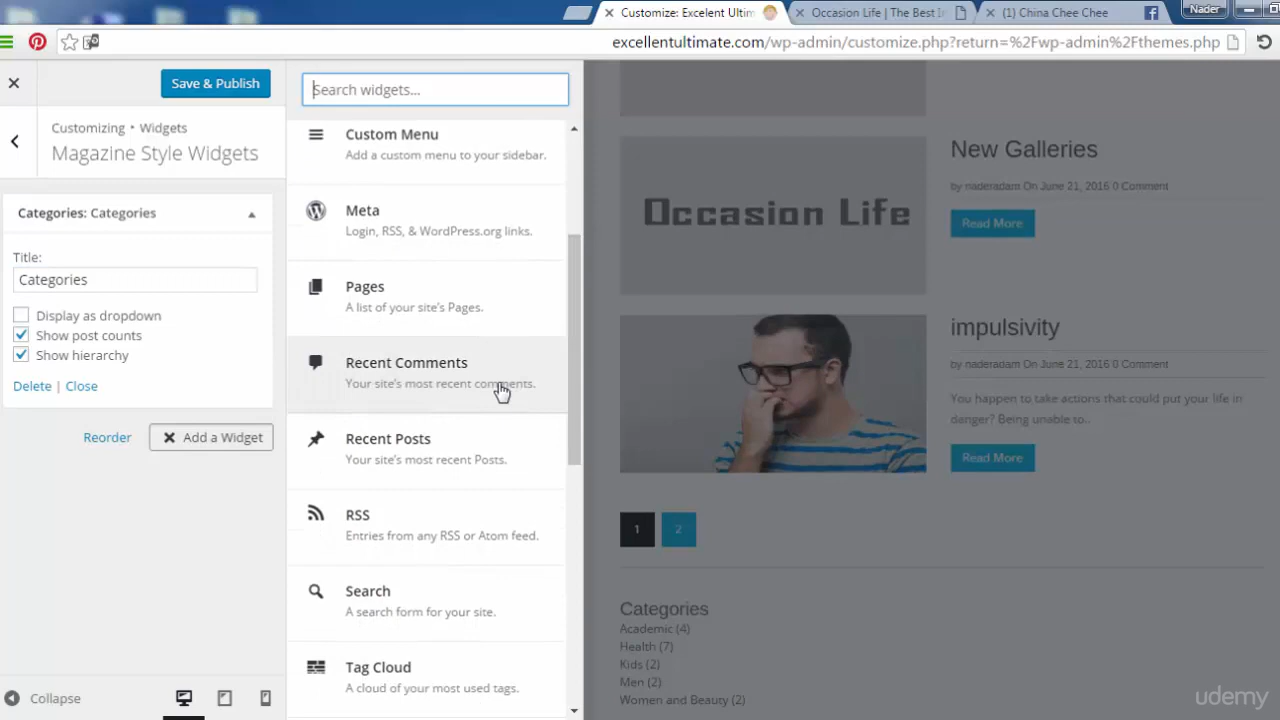 Customize: Excelent Ultim
Occasion Life | The Best In
(1) China Chee Chee
Nader
excellentultimate.com/wp-admin/customize.php?return=%2Fwp-admin%2Fthemes.php
Save & Publish
Customizing • Widgets
Magazine Style Widgets
Categories: Categories
Title:
Categories
Display as dropdown
Show post counts
Show hierarchy
Delete | Close
Reorder
Add a Widget
Collapse
Search widgets...
Custom Menu
Add a custom menu to your sidebar.
Meta
Login, RSS, & WordPress.org links.
Pages
A list of your site's Pages.
Recent Comments
Your site's most recent comments.
Recent Posts
Your site's most recent Posts.
RSS
Entries from any RSS or Atom feed.
Search
A search form for your site.
Tag Cloud
A cloud of your most used tags.
Occasion Life
New Galleries
by naderadam On June 21, 2016 0 Comment
Read More
impulsivity
by naderadam On June 21, 2016 0 Comment
You happen to take actions that could put your life in
danger? Being unable to..
Read More
1 2
Categories
Academic (4)
Health (7)
Kids (2)
Men (2)
Women and Beauty (2)
udemy